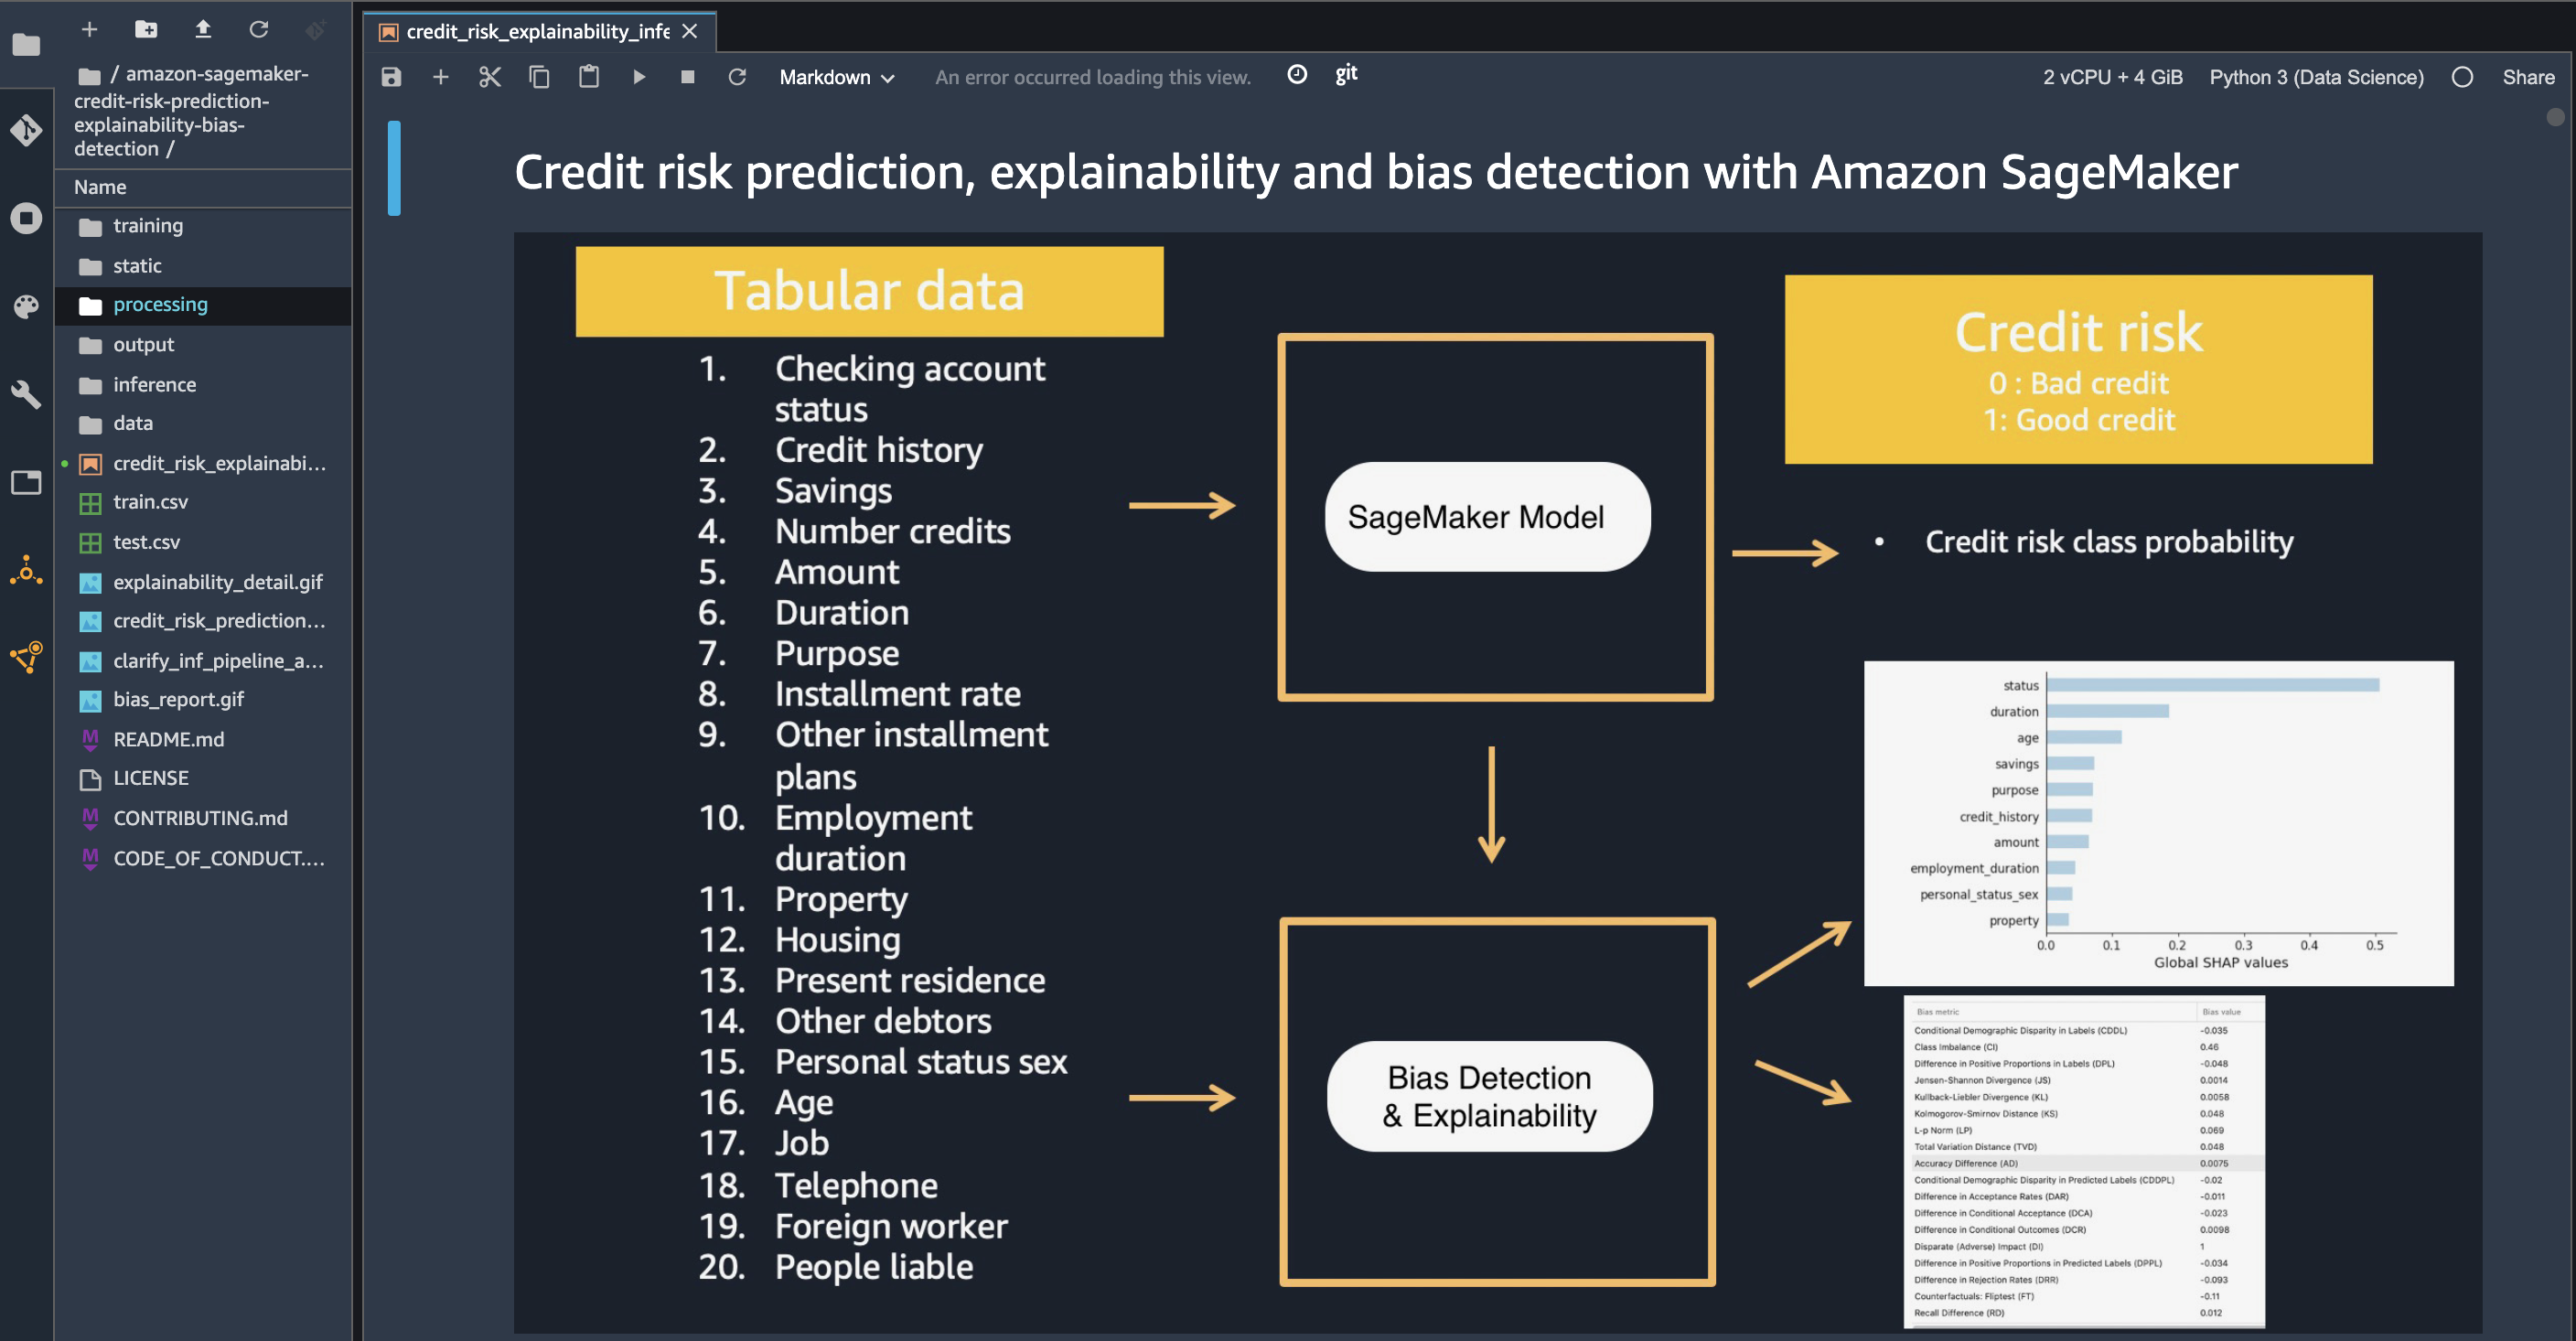 / amazon-sagemaker-
credit-risk-prediction-
explainability-bias-
detection /
Name
training
static
processing
output
inference
data
credit_risk_explainabi...
train.csv
test.csv
explainability_detail.gif
credit_risk_prediction...
clarify_inf_pipeline_a...
bias_report.gif
README.md
LICENSE
CONTRIBUTING.md
CODE_OF_CONDUCT....
credit_risk_explainability_infe
Markdown An error occurred loading this view. git 2 vCPU + 4 GiB Python 3 (Data Science) Share
Credit risk prediction, explainability and bias detection with Amazon SageMaker
Tabular data
1. Checking account
status
2. Credit history
3. Savings
4. Number credits
5. Amount
6. Duration
7. Purpose
8. Installment rate
9. Other installment
plans
10. Employment
duration
11. Property
12. Housing
13. Present residence
14. Other debtors
15. Personal status sex
16. Age
17. Job
18. Telephone
19. Foreign worker
20. People liable
SageMaker Model
Bias Detection
& Explainability
Credit risk
0 : Bad credit
1: Good credit
• Credit risk class probability
status
duration
age
savings
purpose
credit_history
amount
employment_duration
personal_status_sex
property
0.0 0.1 0.2 0.3 0.4 0.5
Global SHAP values
Bias metric Bias value
Conditional Demographic Disparity in Labels (CDDL) -0.035
Class Imbalance (CI) 0.46
Difference in Positive Proportions in Labels (DPL) -0.048
Jensen-Shannon Divergence (JS) 0.0014
Kullback-Liebler Divergence (KL) 0.0058
Kolmogorov-Smirnov Distance (KS) 0.048
L-p Norm (LP) 0.069
Total Variation Distance (TVD) 0.048
Accuracy Difference (AD) 0.0075
Conditional Demographic Disparity in Predicted Labels (CDDPL) -0.02
Difference in Acceptance Rates (DAR) -0.011
Difference in Conditional Acceptance (DCA) -0.023
Difference in Conditional Outcomes (DCR) 0.0098
Disparate (Adverse) Impact (DI) 1
Difference in Positive Proportions in Predicted Labels (DPPL) -0.034
Difference in Rejection Rates (DRR) -0.093
Counterfactuals: Fliptest (FT) -0.11
Recall Difference (RD) 0.012